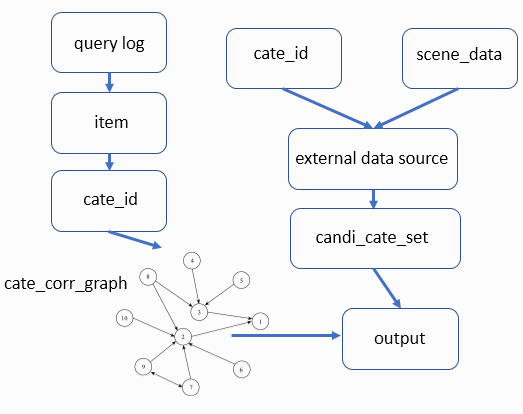 query log
item
cate_id
cate_corr_graph
4
8
5
3
1
10
2
9
6
7
cate_id
scene_data
external data source
candi_cate_set
output